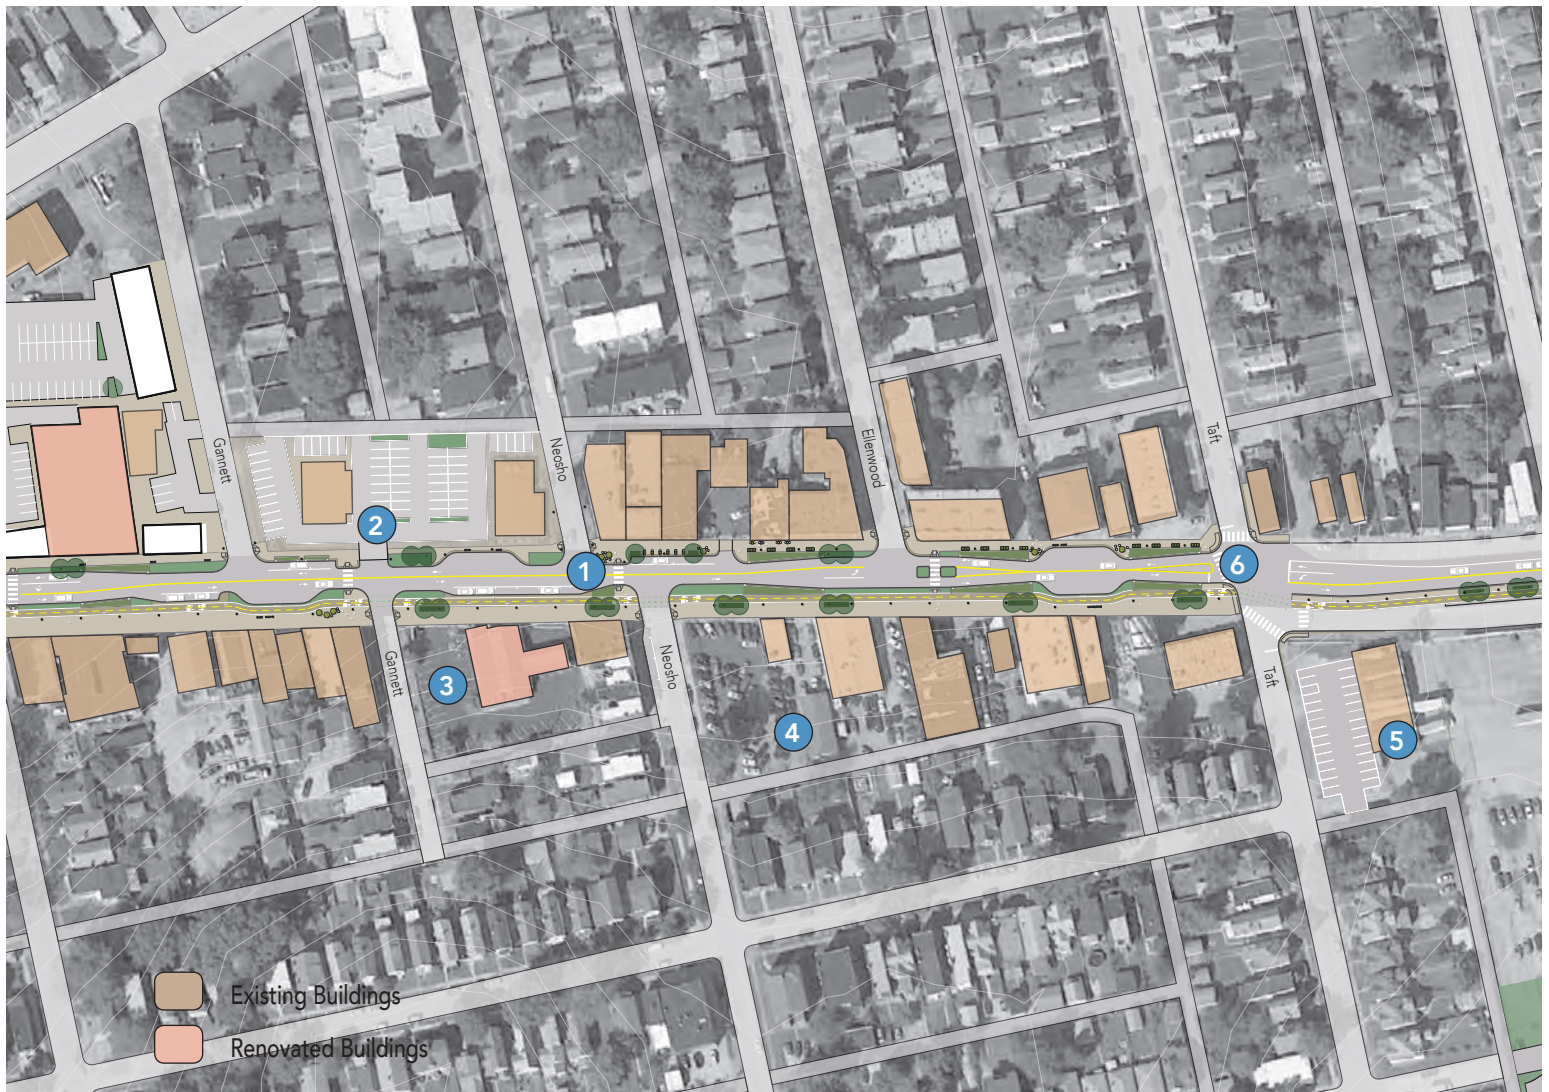 Gannett
Neosho
Ellenwood
Taft
2
1
6
Gannett
3
Neosho
4
Taft
5
Existing Buildings
Renovated Buildings